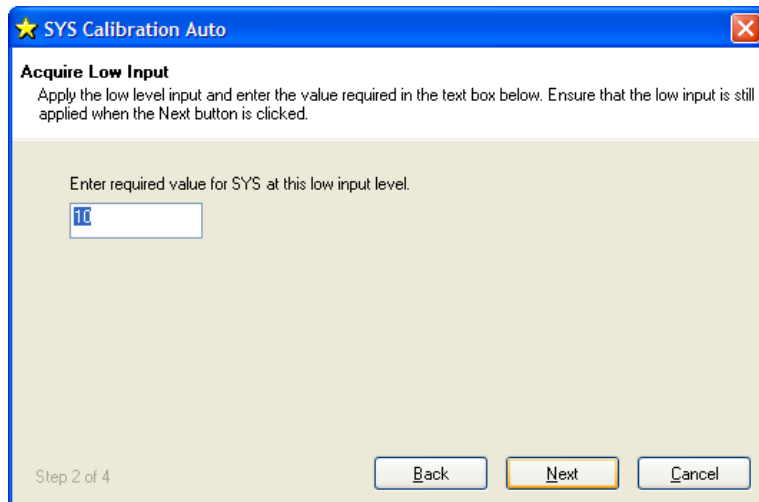 SYS Calibration Auto
Acquire Low Input
Apply the low level input and enter the value required in the text box below. Ensure that the low input is still
applied when the Next button is clicked.
Enter required value for SYS at this low input level.
10
Step 2 of 4
Back
Next
Cancel